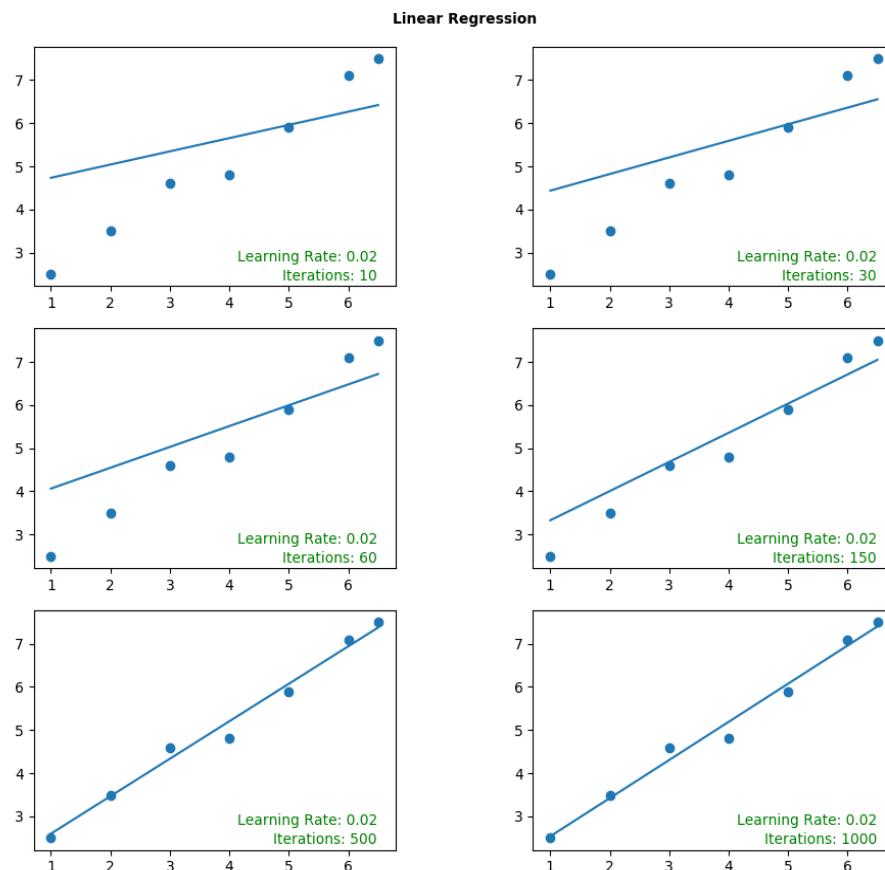 Linear Regression
7
6
5
4
3
Learning Rate: 0.02
Iterations: 10
1 2 3 4 5 6
7
6
5
4
3
Learning Rate: 0.02
Iterations: 30
1 2 3 4 5 6
7
6
5
4
3
Learning Rate: 0.02
Iterations: 60
1 2 3 4 5 6
7
6
5
4
3
Learning Rate: 0.02
Iterations: 150
1 2 3 4 5 6
7
6
5
4
3
Learning Rate: 0.02
Iterations: 500
1 2 3 4 5 6
7
6
5
4
3
Learning Rate: 0.02
Iterations: 1000
1 2 3 4 5 6